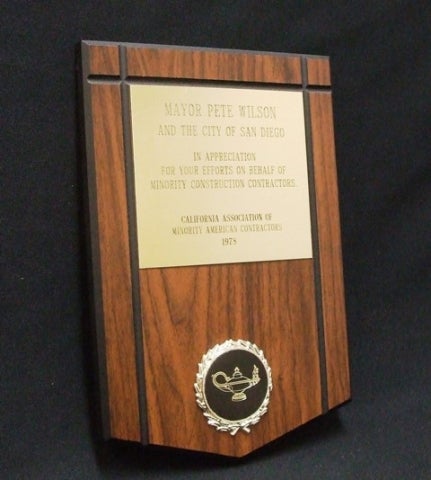 MAYOR PETE WILSON
AND THE CITY OF SAN DIEGO
IN APPRECIATION
FOR YOUR EFFORTS ON BEHALF OF
MINORITY CONSTRUCTION CONTRACTORS.
CALIFORNIA ASSOCIATION OF
MINORITY AMERICAN CONTRACTORS
1978